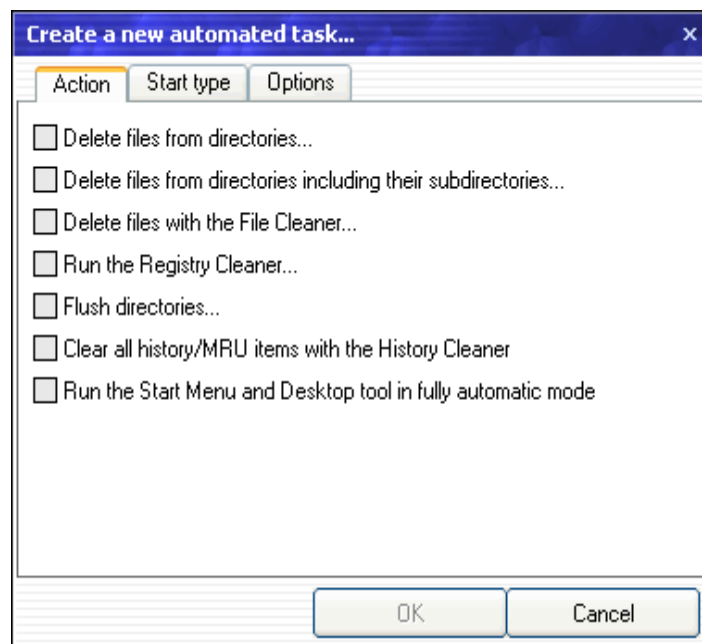 Create a new automated task...
x
Action
Start type
Options
Delete files from directories...
Delete files from directories including their subdirectories...
Delete files with the File Cleaner...
Run the Registry Cleaner...
Flush directories...
Clear all history/MRU items with the History Cleaner
Run the Start Menu and Desktop tool in fully automatic mode
OK
Cancel